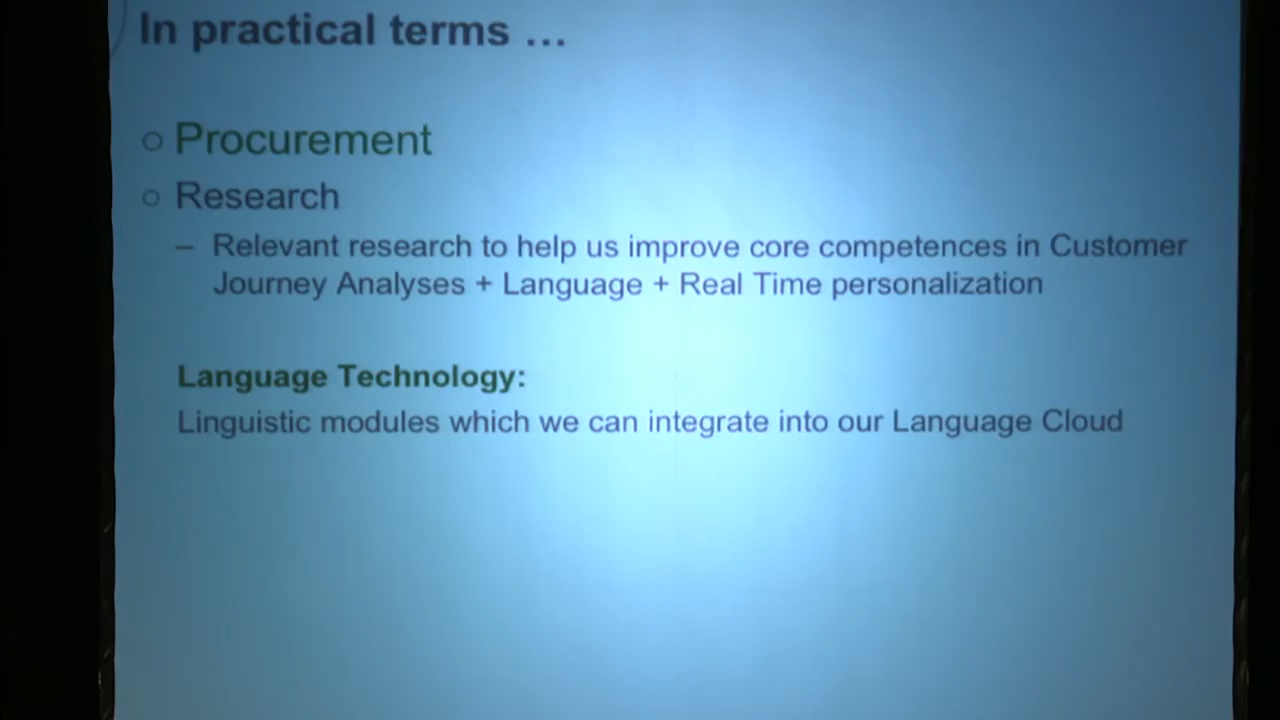 In practical terms …
○ Procurement
○ Research
– Relevant research to help us improve core competences in Customer
Journey Analyses + Language + Real Time personalization
Language Technology:
Linguistic modules which we can integrate into our Language Cloud